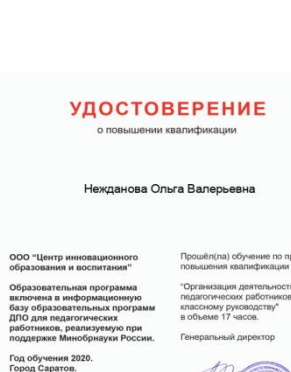 УДОСТОВЕРЕНИЕ
о повышении квалификации
Нежданова Ольга Валерьевна
ООО "Центр инновационного
образования и воспитания"
Образовательная программа
включена в информационную
базу образовательных программ
ДПО для педагогических
работников, реализуемую при
поддержке Минобрнауки России.
Год обучения 2020.
Город Саратов.
Прошёл(ла) обучение по
повышения квалификации
"Организация деятельности
педагогических работников
классному руководству"
в объеме 17 часов.
Генеральный директор